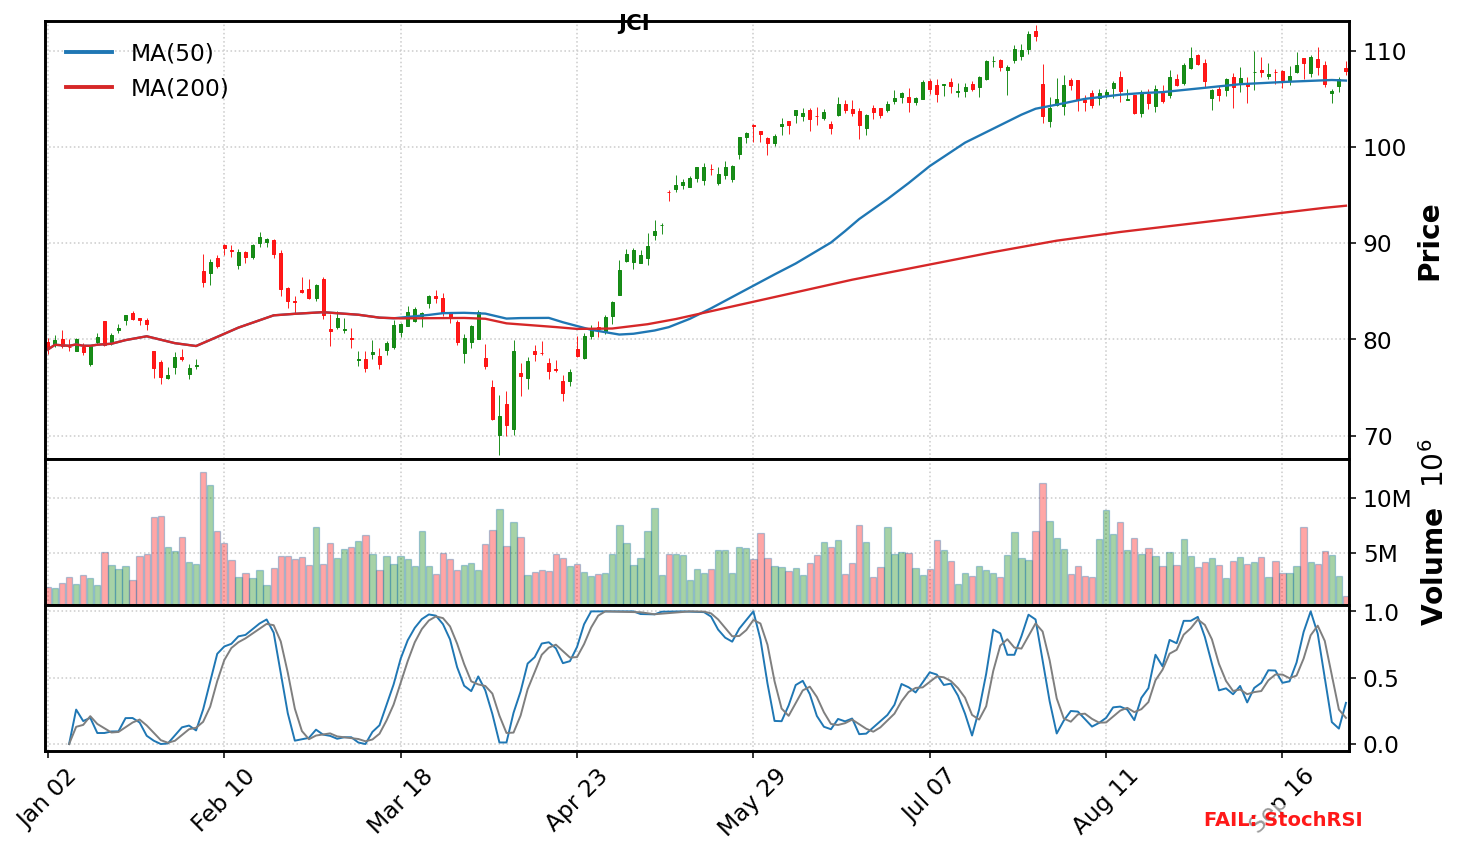 JCI
MA(50)
MA(200)
110
100
90
80
70
Price
10⁶
10M
5M
Volume
1.0
0.5
0.0
Jan 02
Feb 10
Mar 18
Apr 23
May 29
Jul 07
Aug 11
Sep 16
FAIL: StochRSI